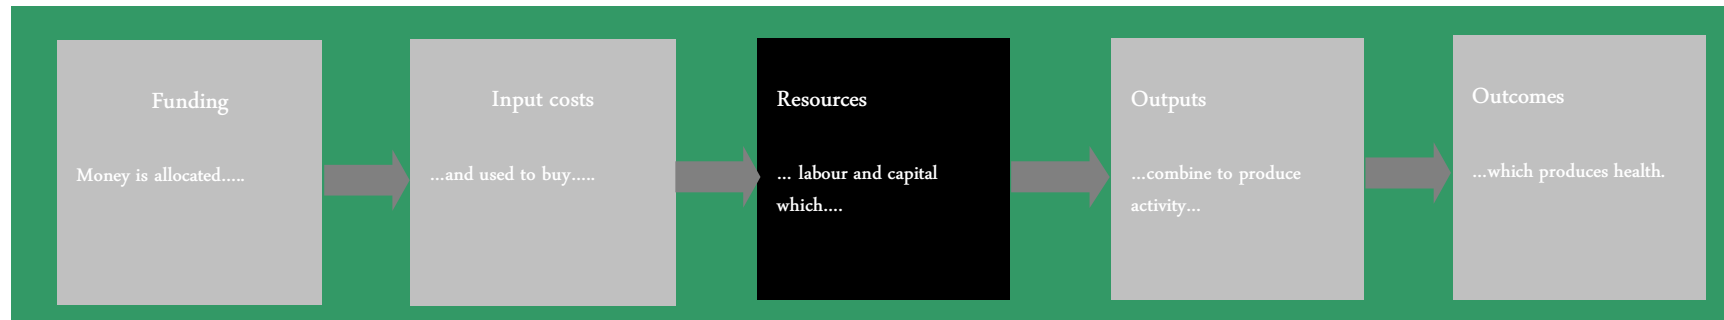 Funding
Money is allocated.....
Input costs
...and used to buy.....
Resources
... labour and capital
which....
Outputs
...combine to produce
activity...
Outcomes
...which produces health.